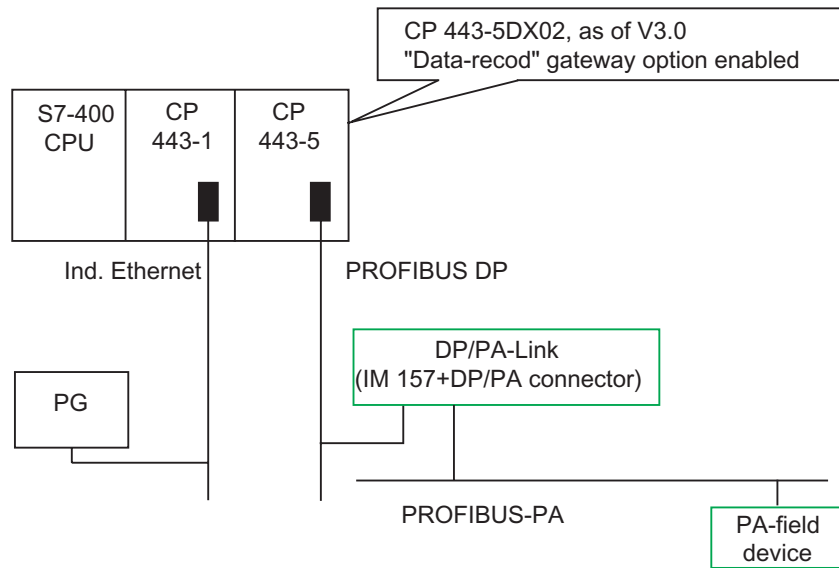 CP 443-5DX02, as of V3.0
"Data-recod" gateway option enabled
S7-400
CPU
CP
443-1
CP
443-5
Ind. Ethernet
PROFIBUS DP
DP/PA-Link
(IM 157+DP/PA connector)
PG
PROFIBUS-PA
PA-field
device